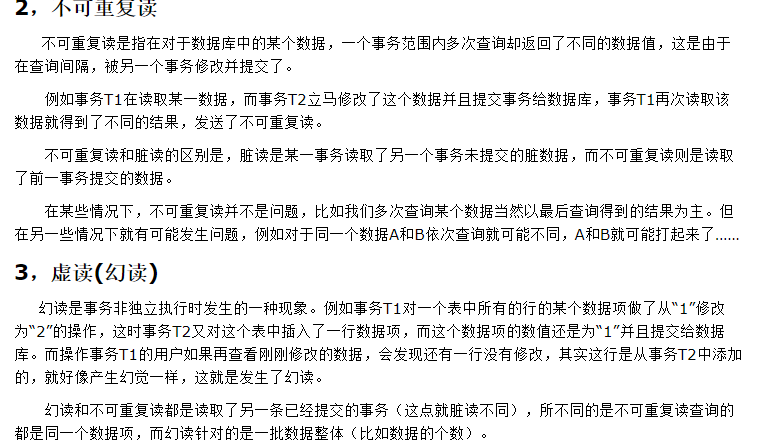 2，不可重复读
不可重复读是指在对于数据库中的某个数据，一个事务范围内多次查询却返回了不同的数据值，这是由于
在查询间隔，被另一个事务修改并提交了。
例如事务T1在读取某一数据，而事务T2立马修改了这个数据并且提交事务给数据库，事务T1再次读取该
数据就得到了不同的结果，发送了不可重复读。
不可重复读和脏读的区别是，脏读是某一事务读取了另一个事务未提交的脏数据，而不可重复读则是读取
了前一事务提交的数据。
在某些情况下，不可重复读并不是问题，比如我们多次查询某个数据当然以最后查询得到的结果为主。但
在另一些情况下就有可能发生问题，例如对于同一个数据A和B依次查询就可能不同，A和B就可能打起来了……
3，虚读(幻读)
幻读是事务非独立执行时发生的一种现象。例如事务T1对一个表中所有的行的某个数据项做了从“1”修改
为“2”的操作，这时事务T2又对这个表中插入了一行数据项，而这个数据项的数值还是为“1”并且提交给数据
库。而操作事务T1的用户如果再查看刚刚修改的数据，会发现还有一行没有修改，其实这行是从事务T2中添加
的，就好像产生幻觉一样，这就是发生了幻读。
幻读和不可重复读都是读取了另一条已经提交的事务（这点就脏读不同），所不同的是不可重复读查询的
都是同一个数据项，而幻读针对的是一批数据整体（比如数据的个数）。